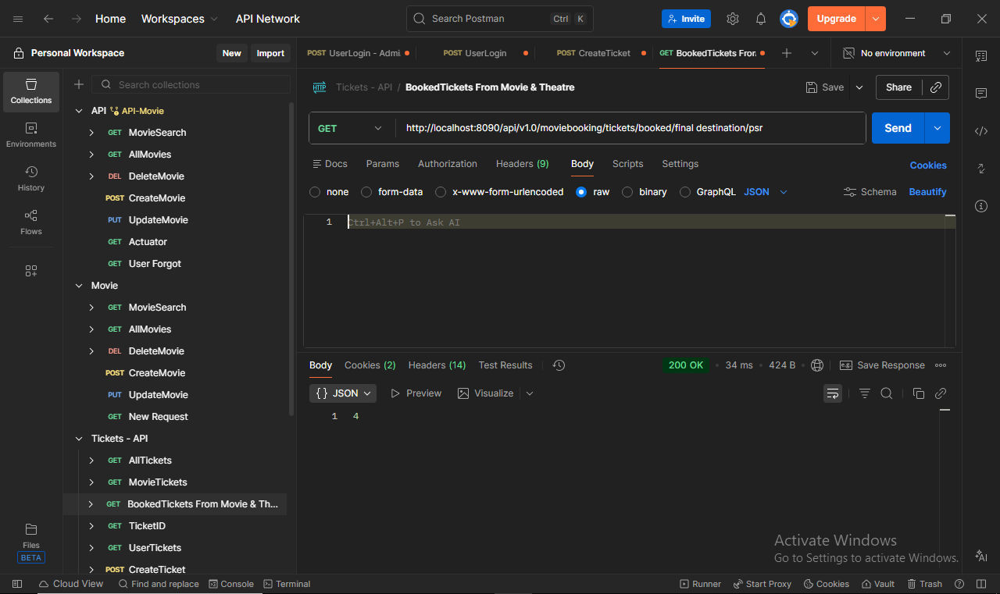 Home Workspaces API Network Search Postman Ctrl K Invite Upgrade
Personal Workspace New Import
POST UserLogin - Admi POST UserLogin POST CreateTicket GET BookedTickets Fron No environment
Collections
Environments
History
Flows
Files
BETA
Search collections
API API-Movie
GET MovieSearch
GET AllMovies
DEL DeleteMovie
POST CreateMovie
PUT UpdateMovie
GET Actuator
GET User Forgot
Movie
GET MovieSearch
GET AllMovies
DEL DeleteMovie
POST CreateMovie
PUT UpdateMovie
GET New Request
Tickets - API
GET AllTickets
GET MovieTickets
GET BookedTickets From Movie & Th...
GET TicketID
GET UserTickets
POST CreateTicket
HTTP Tickets - API / BookedTickets From Movie & Theatre Save Share
GET http://localhost:8090/api/v1.0/moviebooking/tickets/booked/final destination/psr Send
Docs Params Authorization Headers (9) Body Scripts Settings Cookies
none form-data x-www-form-urlencoded raw binary GraphQL JSON Schema Beautify
1 Ctrl+Alt+P to Ask AI
Body Cookies (2) Headers (14) Test Results 200 OK • 34 ms • 424 B • e.g. Save Response
{} JSON Preview Visualize
1 4
Activate Windows
Go to Settings to activate Windows.
AI
Cloud View Find and replace Console Terminal Runner Start Proxy Cookies Vault Trash